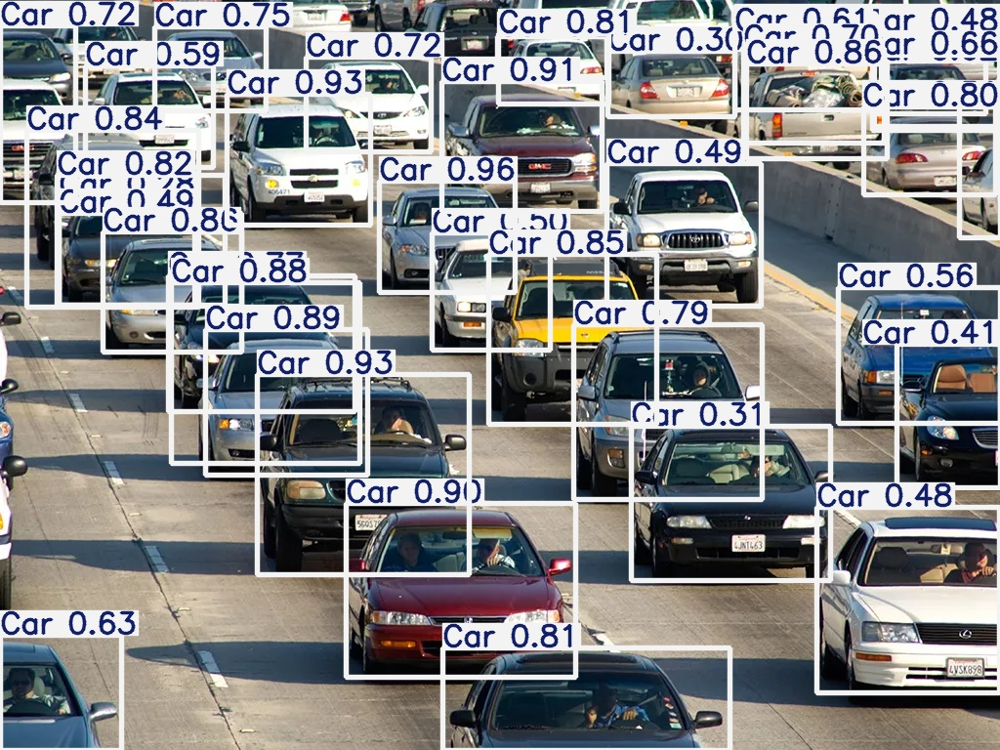 Car 0.72
Car 0.75
Car 0.81
Car 0.61
Car 0.48
Car 0.59
Car 0.72
Car 0.30
Car 0.70
Car 0.66
Car 0.93
Car 0.91
Car 0.86
Car 0.80
Car 0.84
Car 0.82
Car 0.96
Car 0.49
Car 0.49
Car 0.86
Car 0.50
Car 0.85
Car 0.88
Car 0.56
Car 0.89
Car 0.79
Car 0.41
Car 0.93
Car 0.31
GMC
4JNT463
Car 0.90
Car 0.48
Car 0.63
Car 0.81
4VSK898